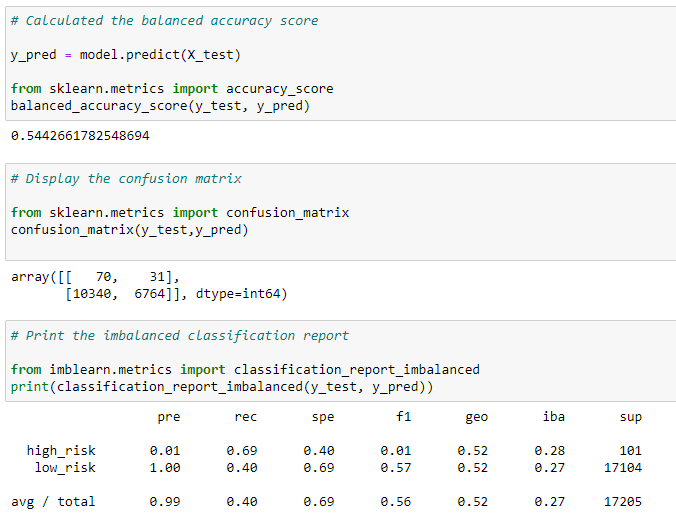 # Calculated the balanced accuracy score
y_pred = model.predict(X_test)
from sklearn.metrics import accuracy_score
balanced_accuracy_score(y_test, y_pred)
0.5442661782548694
# Display the confusion matrix
from sklearn.metrics import confusion_matrix
confusion_matrix(y_test,y_pred)
array([[   70,    31],
       [10340,  6764]], dtype=int64)
# Print the imbalanced classification report
from imblearn.metrics import classification_report_imbalanced
print(classification_report_imbalanced(y_test, y_pred))
                   pre       rec       spe        f1       geo       iba       sup
  high_risk       0.01      0.69      0.40      0.01      0.52      0.28       101
   low_risk       1.00      0.40      0.69      0.57      0.52      0.27     17104
avg / total       0.99      0.40      0.69      0.56      0.52      0.27     17205